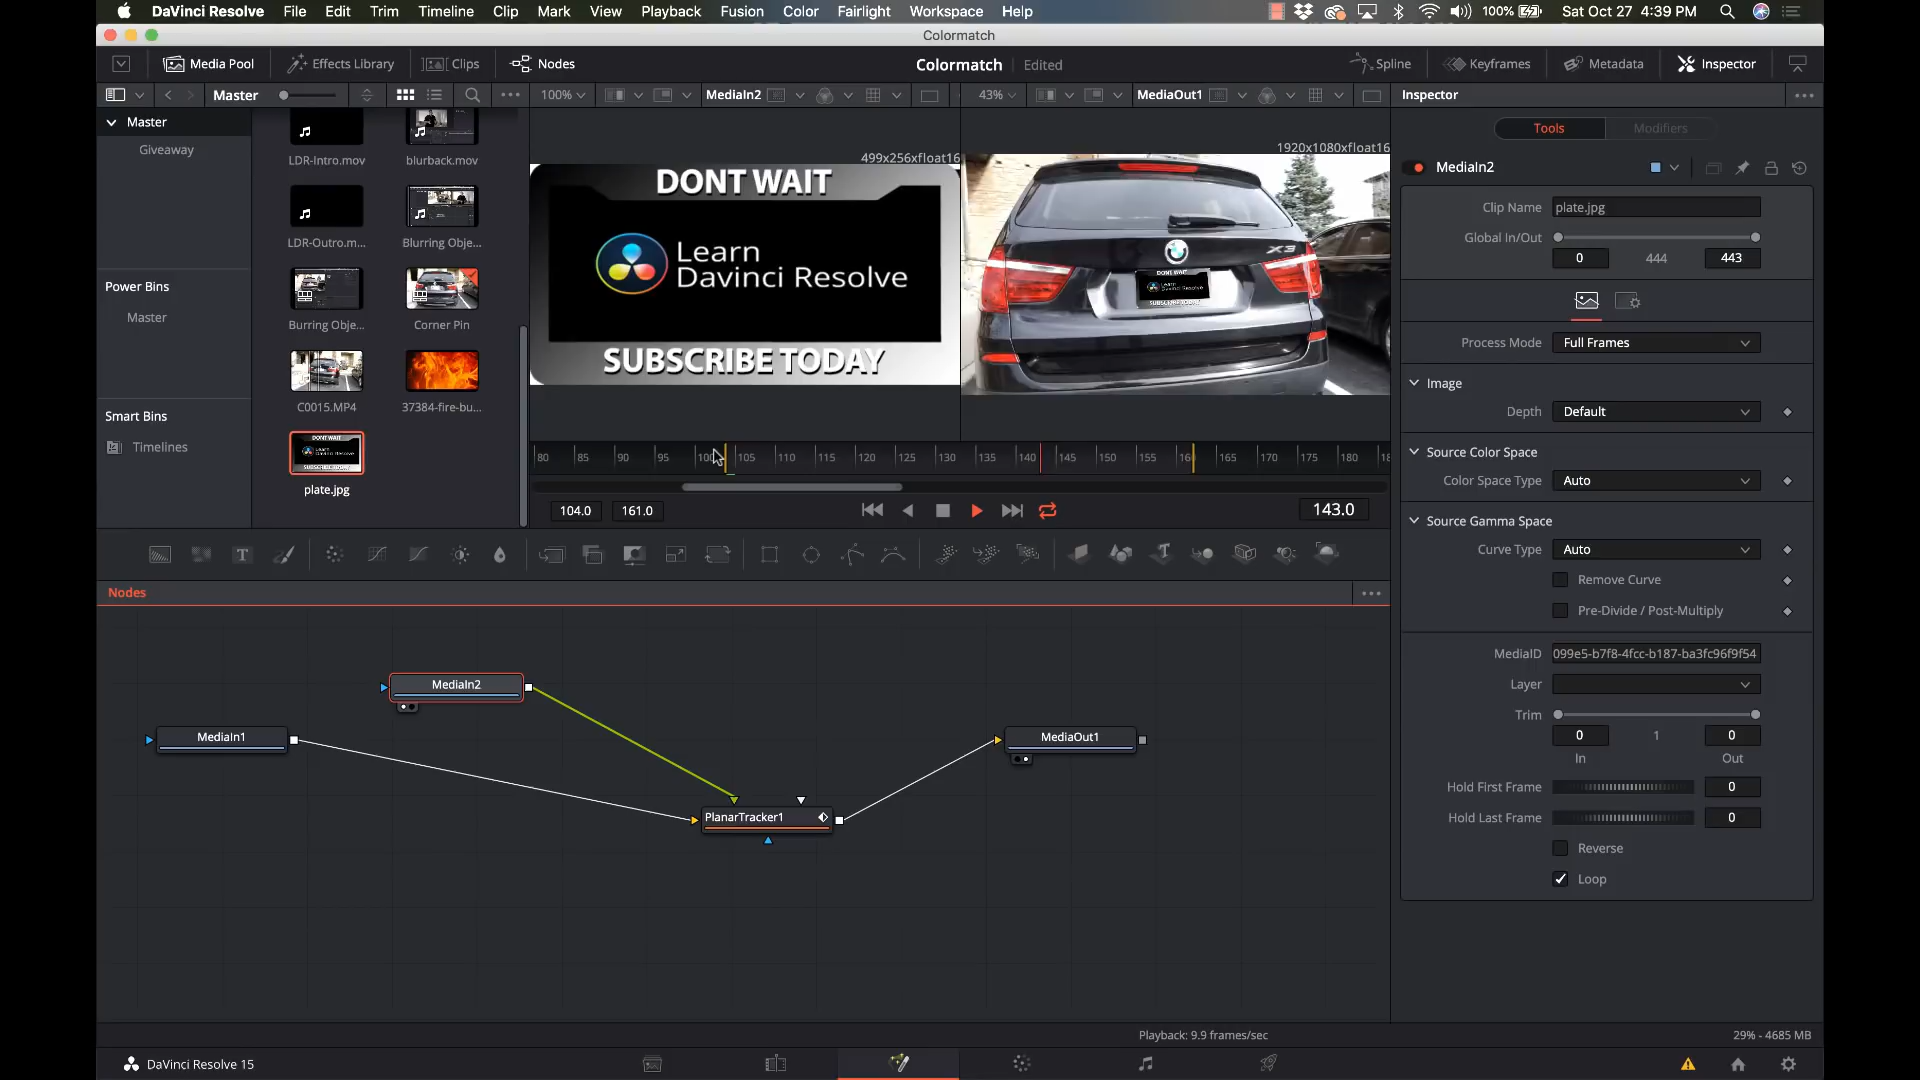 DaVinci Resolve File Edit Trim Timeline Clip Mark View Playback Fusion Color Fairlight Workspace Help 100% Sat Oct 27 4:39 PM
Colormatch
Media Pool Effects Library Clips Nodes Colormatch Edited Spline Keyframes Metadata Inspector
Master 100% MediaIn2 43% MediaOut1 Inspector
Master
Giveaway
Power Bins
Master
Smart Bins
Timelines
LDR-Intro.mov blurback.mov
LDR-Outro.m... Blurring Obje...
Burring Obje... Corner Pin
C0015.MP4 37384-fire-bu...
plate.jpg
499x256xfloat16
DONT WAIT
Learn
Davinci Resolve
SUBSCRIBE TODAY
1920x1080xfloat16
X3
DONT WAIT
Learn
Davinci Resolve
SUBSCRIBE TODAY
80 85 90 95 100 105 110 115 120 125 130 135 140 145 150 155 160 165 170 175 180 18
104.0 161.0 143.0
Nodes
MediaIn2
MediaIn1
MediaOut1
PlanarTracker1
Tools Modifiers
MediaIn2
Clip Name plate.jpg
Global In/Out
0 444 443
Process Mode Full Frames
Image
Depth Default
Source Color Space
Color Space Type Auto
Source Gamma Space
Curve Type Auto
Remove Curve
Pre-Divide / Post-Multiply
MediaID 099e5-b7f8-4fcc-b187-ba3fc96f9f54
Layer
Trim
0 1 0
In Out
Hold First Frame 0
Hold Last Frame 0
Reverse
Loop
Playback: 9.9 frames/sec 29% - 4685 MB
DaVinci Resolve 15